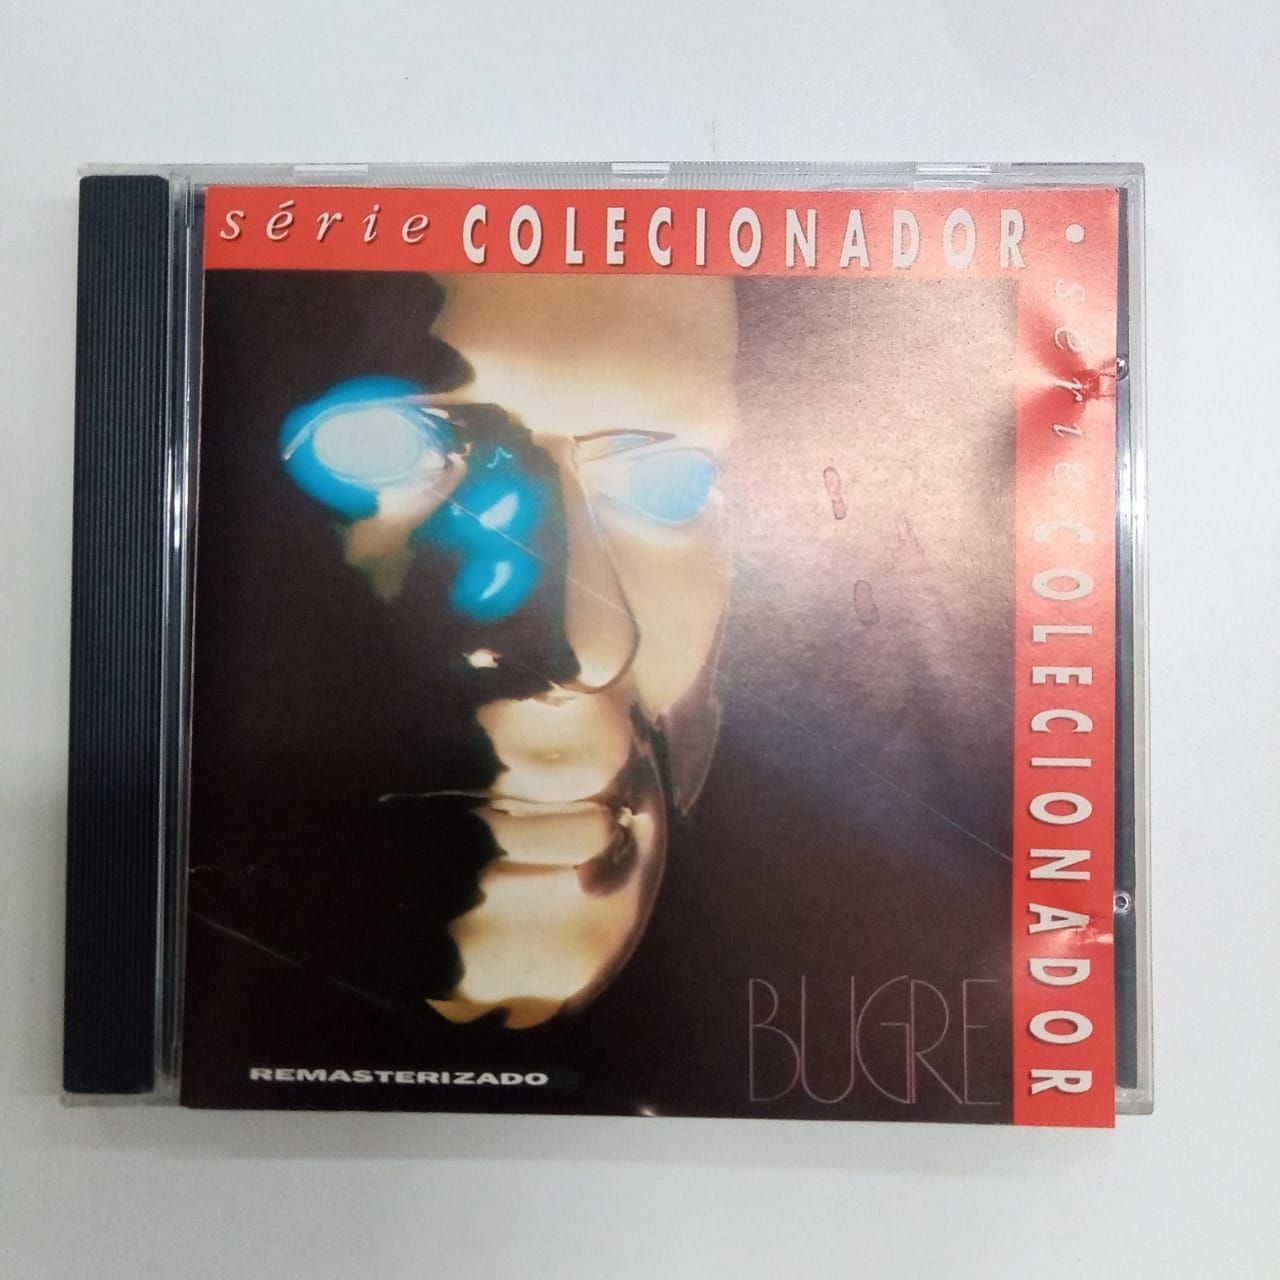 série COLECIONADOR •
série COLECIONADOR
BUGRE
REMASTERIZADO